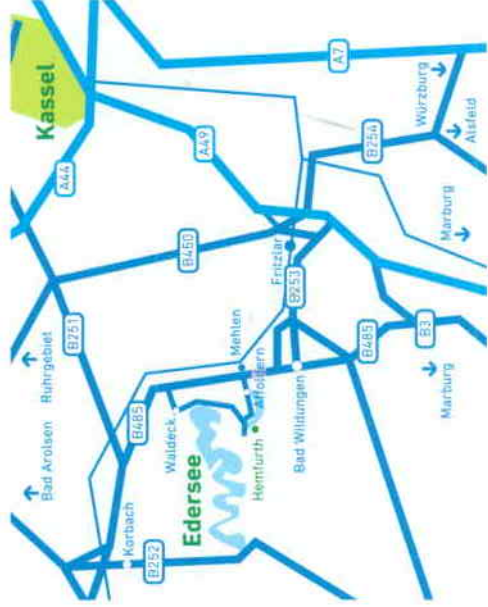 Bad Arolsen
Ruhrgebiet
Kassel
A44
B251
Korbach
B485
B252
Waldeck
Edersee
B450
A49
Mehlen
Hemfurth
Affoldern
Fritzlar
B253
Bad Wildungen
A7
B485
B254
Würzburg
B3
Marburg
Marburg
Alsfeld